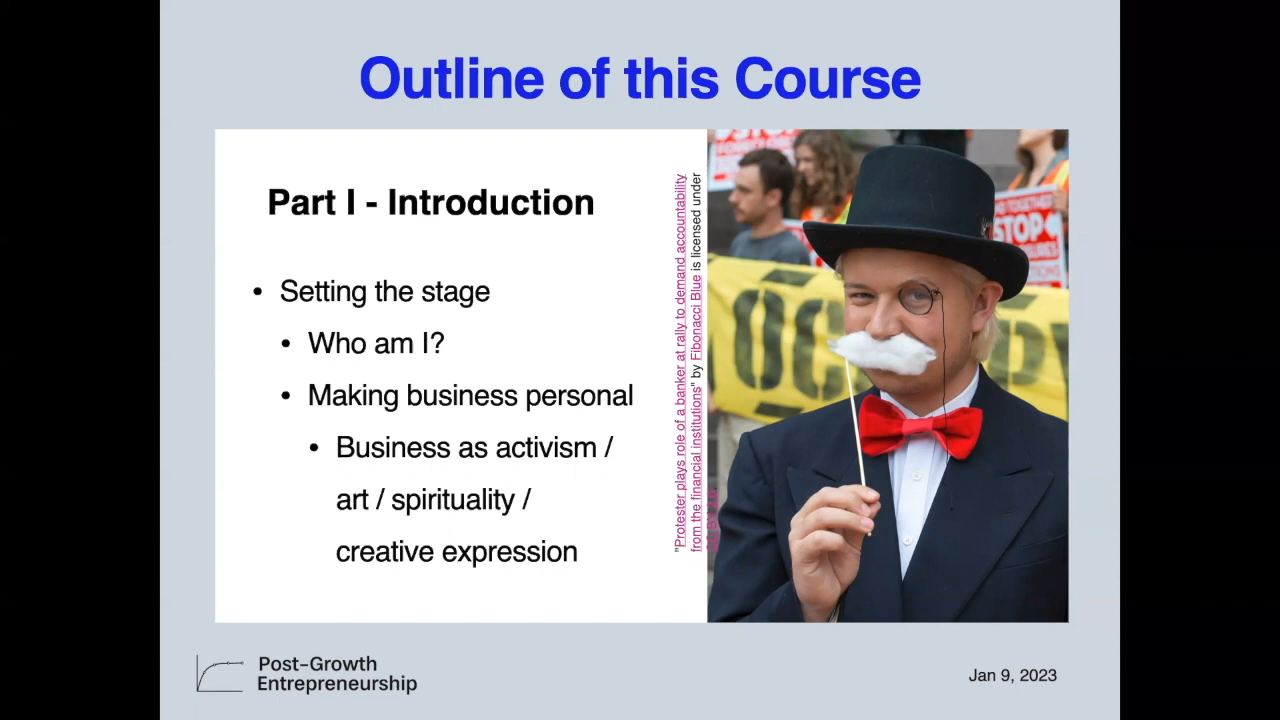 Outline of this Course
Part I - Introduction
• Setting the stage
• Who am I?
• Making business personal
• Business as activism /
art / spirituality /
creative expression
"Protester plays role of a banker at rally to demand accountability
from the financial institutions" by Fibonacci Blue is licensed under
STOP
Post-Growth
Entrepreneurship
Jan 9, 2023